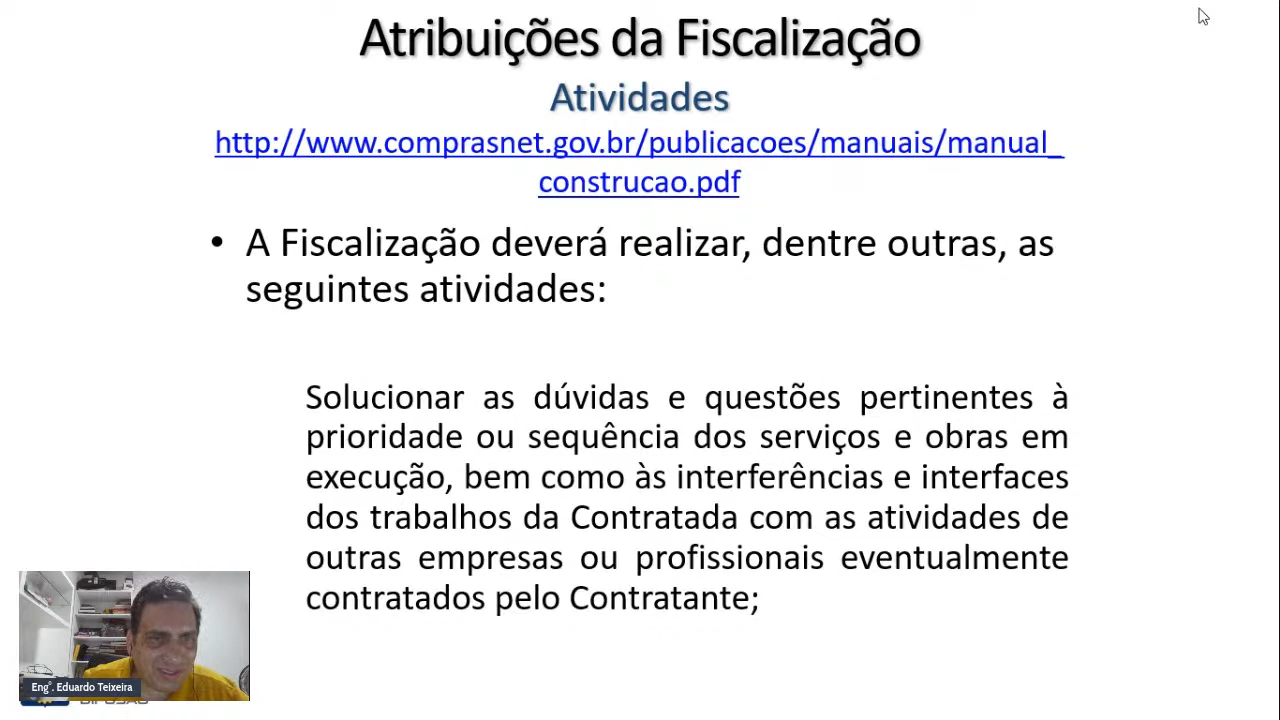 Atribuições da Fiscalização
Atividades
http://www.comprasnet.gov.br/publicacoes/manuais/manual_
construcao.pdf
• A Fiscalização deverá realizar, dentre outras, as
seguintes atividades:
Solucionar as dúvidas e questões pertinentes à
prioridade ou sequência dos serviços e obras em
execução, bem como às interferências e interfaces
dos trabalhos da Contratada com as atividades de
outras empresas ou profissionais eventualmente
contratados pelo Contratante;
Eng°. Eduardo Teixeira